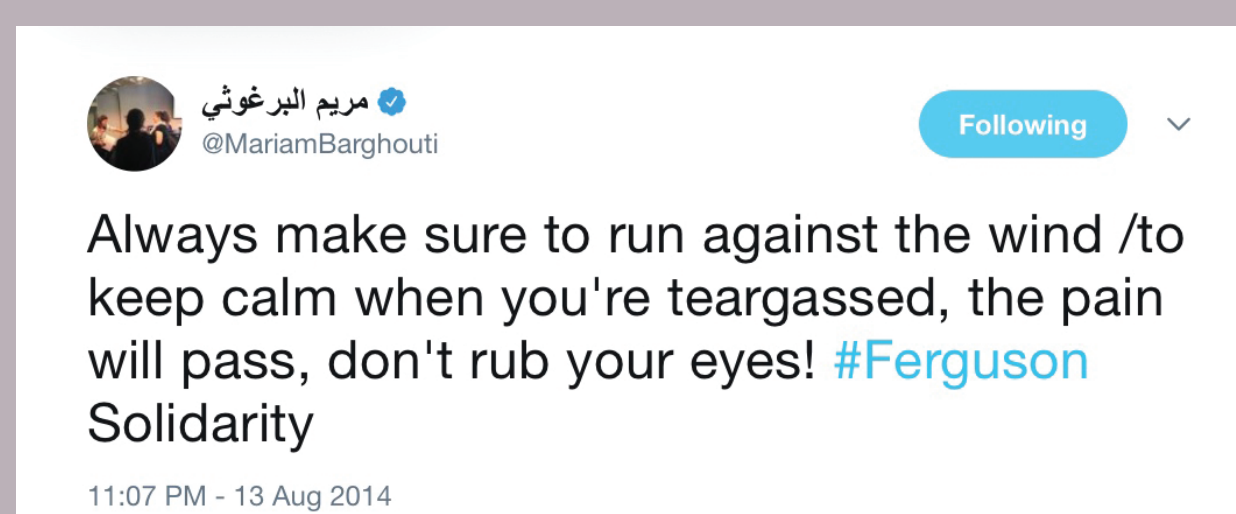 مريم البرغوثي
@MariamBarghouti
Following
Always make sure to run against the wind /to
keep calm when you're teargassed, the pain
will pass, don't rub your eyes! #Ferguson
Solidarity
11:07 PM - 13 Aug 2014